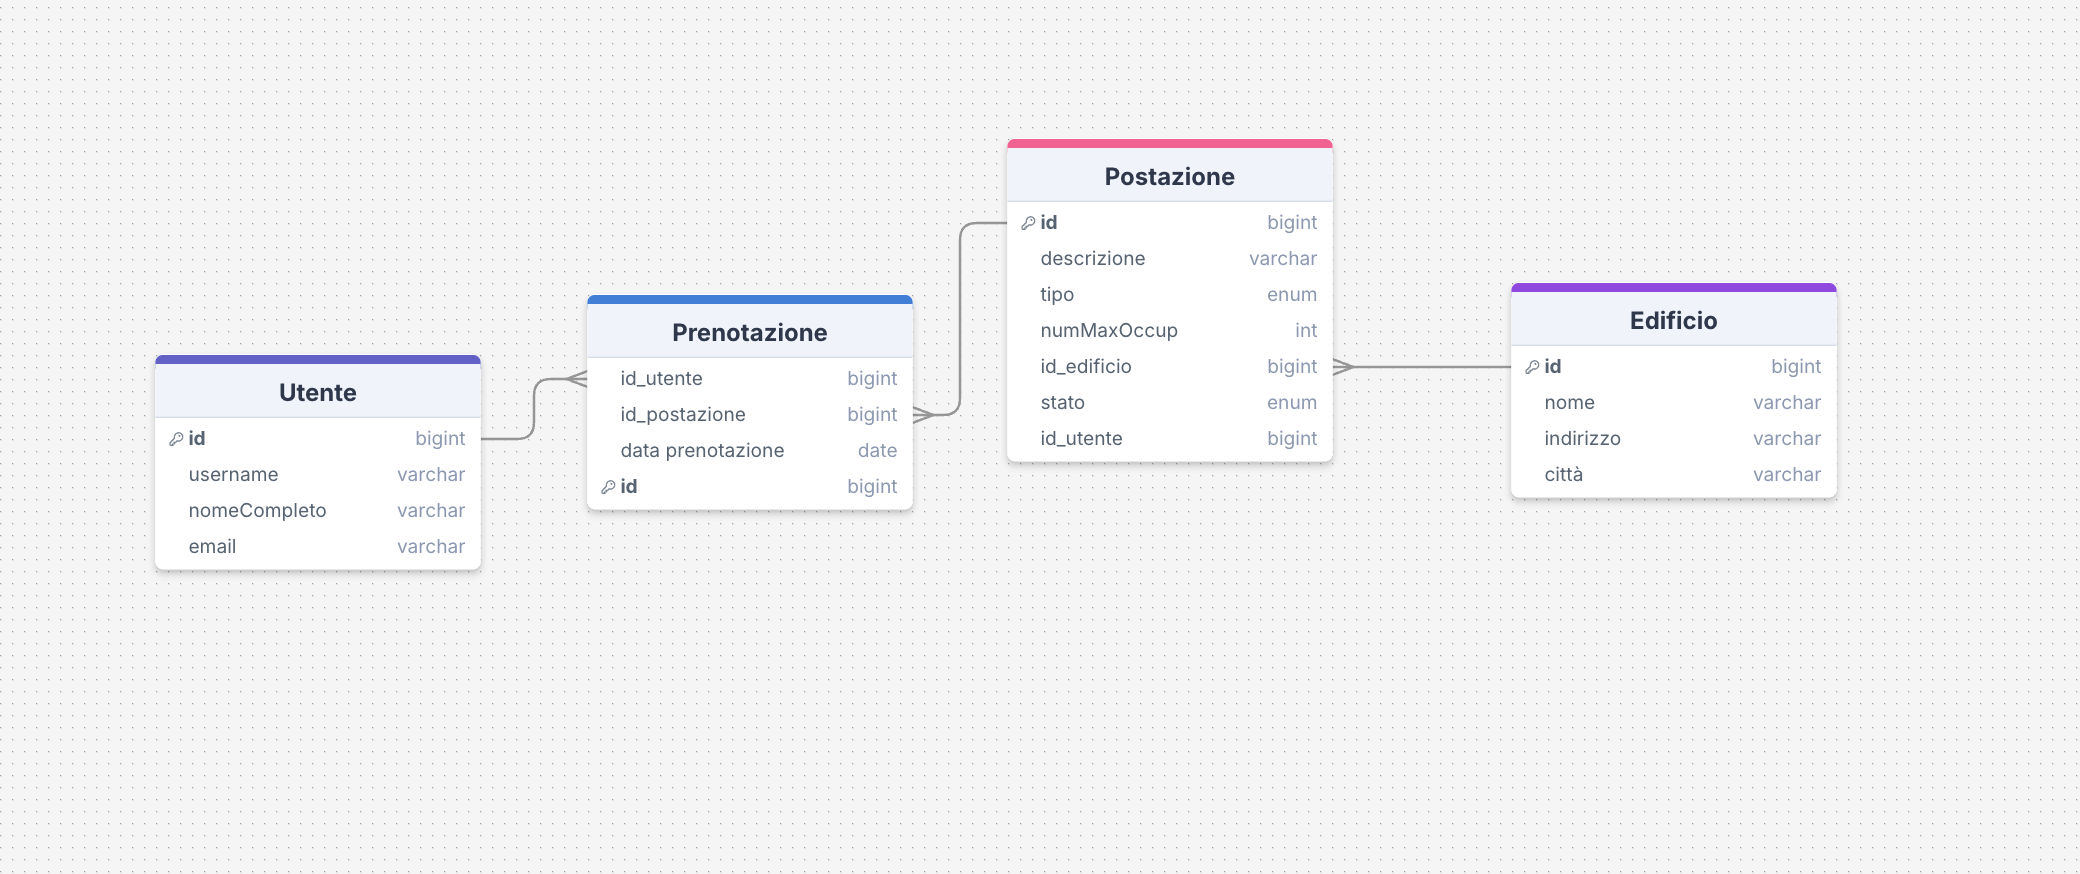 Utente
id bigint
username varchar
nomeCompleto varchar
email varchar
Prenotazione
id_utente bigint
id_postazione bigint
data prenotazione date
id bigint
Postazione
id bigint
descrizione varchar
tipo enum
numMaxOccup int
id_edificio bigint
stato enum
id_utente bigint
Edificio
id bigint
nome varchar
indirizzo varchar
città varchar